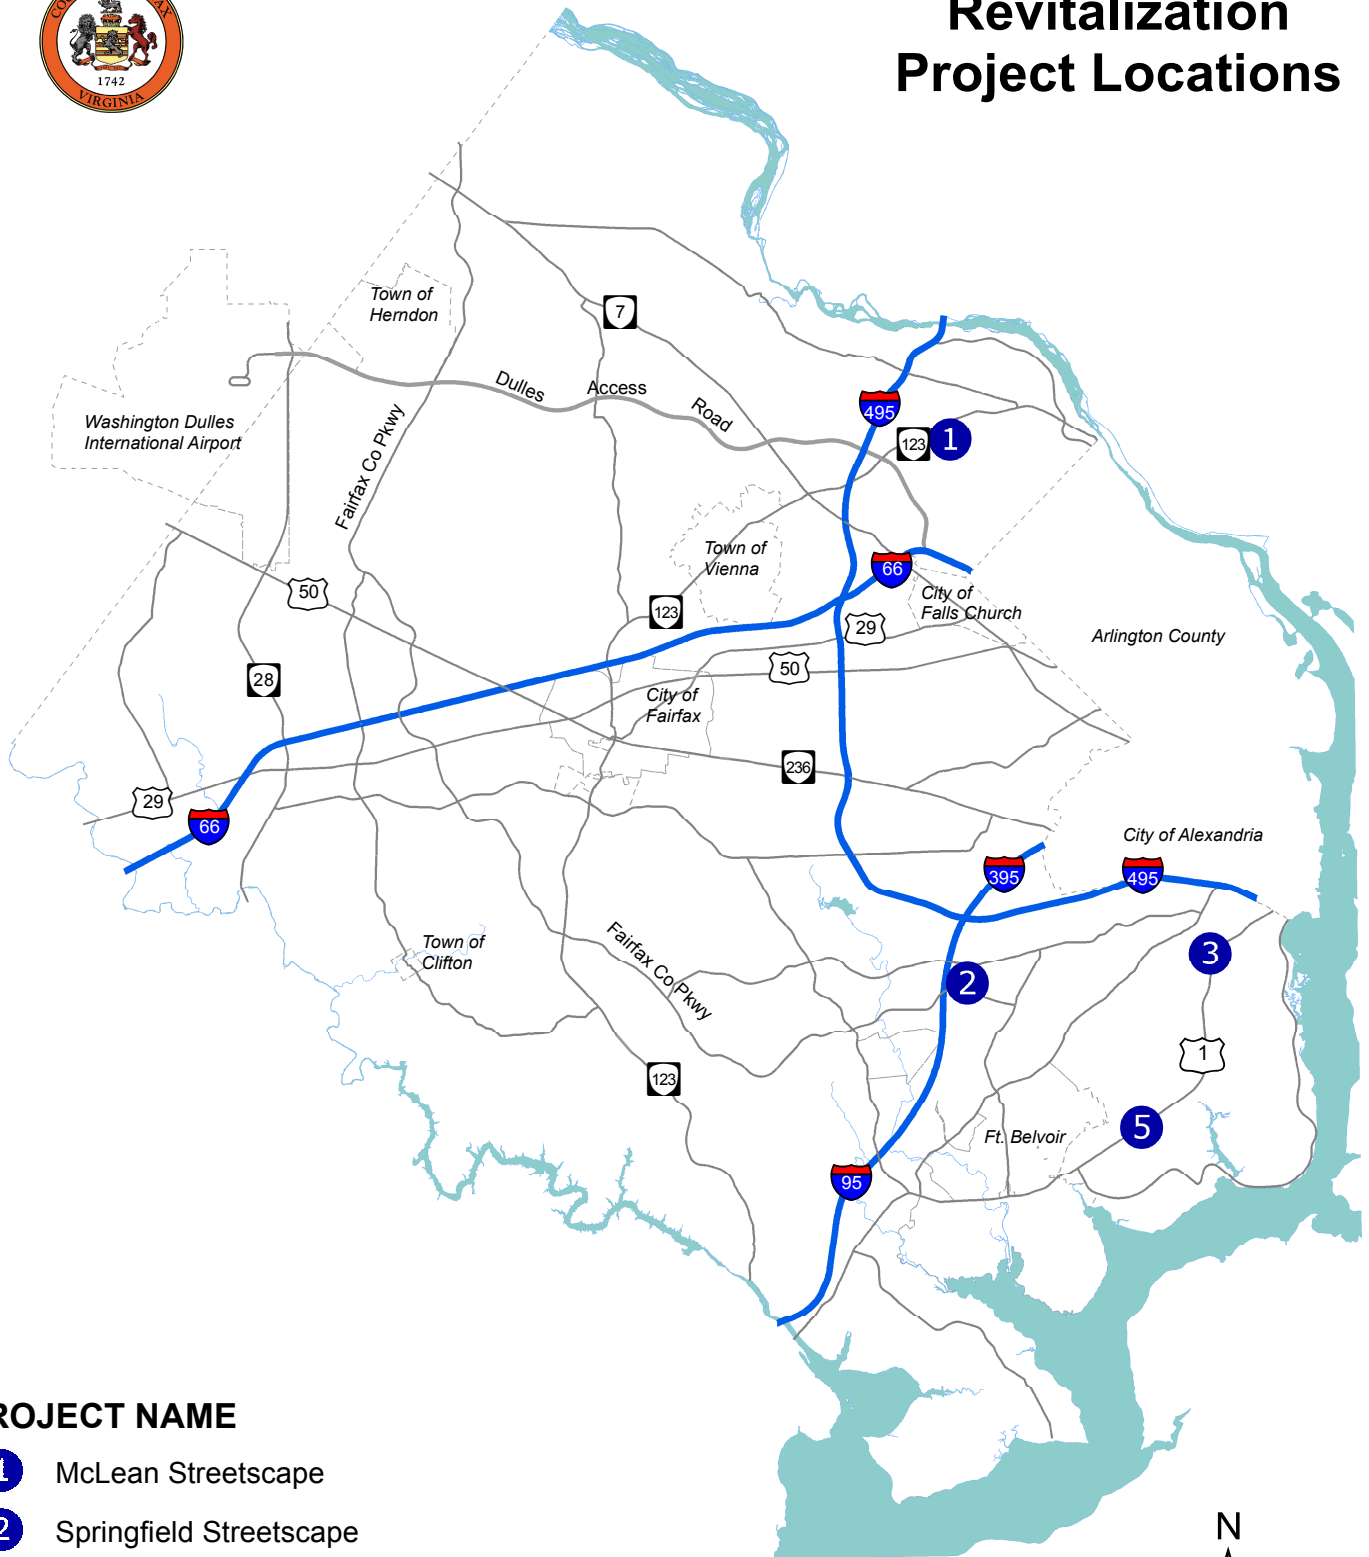 1742
VIRGINIA
Revitalization
Project Locations
Town of
Herndon
7
Dulles Access Road
Washington Dulles
International Airport
Fairfax Co Pkwy
495
123
1
Town of
Vienna
66
City of
Falls Church
50
123
29
Arlington County
50
28
City of
Fairfax
236
29
66
City of Alexandria
395
495
Town of
Clifton
Fairfax Co Pkwy
3
2
1
123
5
Ft. Belvoir
95
ROJECT NAME
1 McLean Streetscape
2 Springfield Streetscape
N